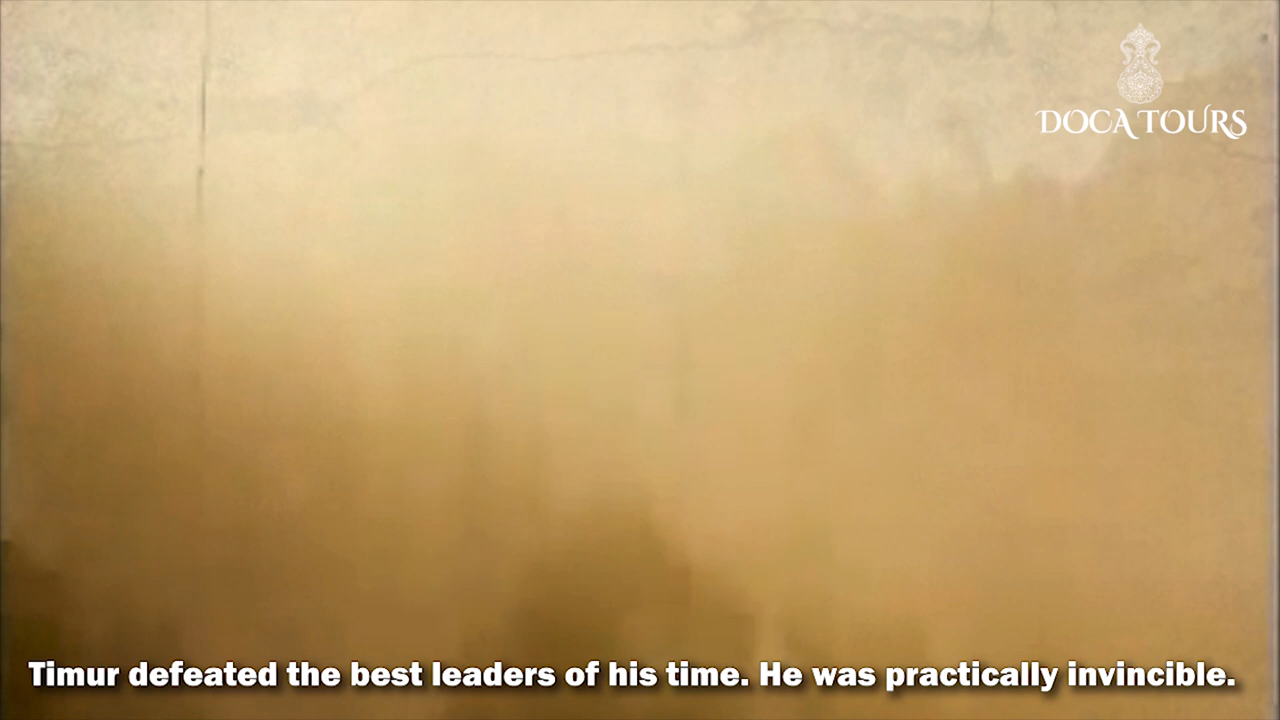 DOCA TOURS
Timur defeated the best leaders of his time. He was practically invincible.